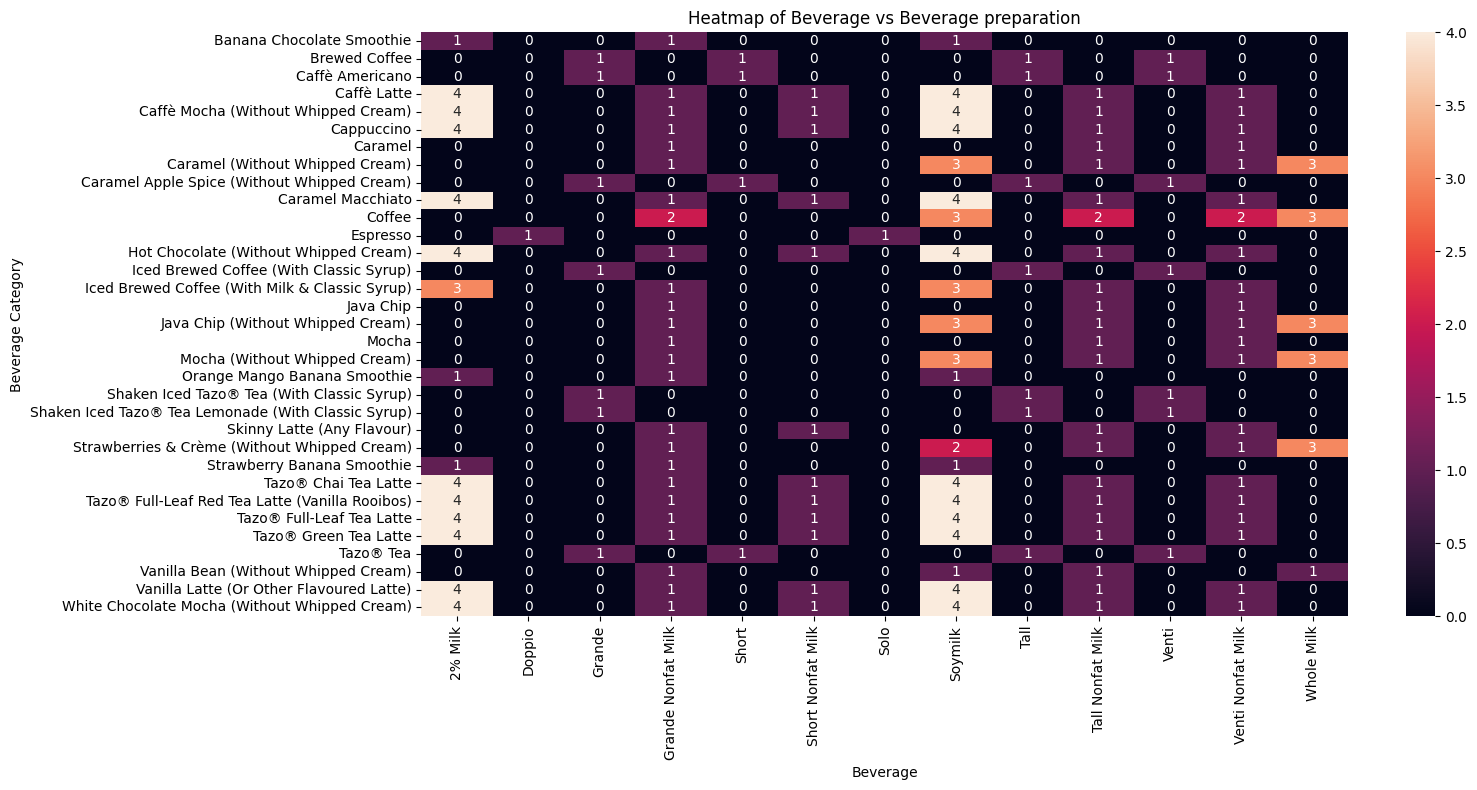 Heatmap of Beverage vs Beverage preparation
Banana Chocolate Smoothie 1 0 0 1 0 0 0 1 0 0 0 0 0
Brewed Coffee 0 0 1 0 1 0 0 0 1 0 1 0 0
Caffè Americano 0 0 1 0 1 0 0 0 1 0 1 0 0
Caffè Latte 4 0 0 1 0 1 0 4 0 1 0 1 0
Caffè Mocha (Without Whipped Cream) 4 0 0 1 0 1 0 4 0 1 0 1 0
Cappuccino 4 0 0 1 0 1 0 4 0 1 0 1 0
Caramel 0 0 0 1 0 0 0 0 0 1 0 1 0
Caramel (Without Whipped Cream) 0 0 0 1 0 0 0 3 0 1 0 1 3
Caramel Apple Spice (Without Whipped Cream) 0 0 1 0 1 0 0 0 1 0 1 0 0
Caramel Macchiato 4 0 0 1 0 1 0 4 0 1 0 1 0
Coffee 0 0 0 2 0 0 0 3 0 2 0 2 3
Espresso 0 1 0 0 0 0 1 0 0 0 0 0 0
Hot Chocolate (Without Whipped Cream) 4 0 0 1 0 1 0 4 0 1 0 1 0
Iced Brewed Coffee (With Classic Syrup) 0 0 1 0 0 0 0 0 1 0 1 0 0
Iced Brewed Coffee (With Milk & Classic Syrup) 3 0 0 1 0 0 0 3 0 1 0 1 0
Java Chip 0 0 0 1 0 0 0 0 0 1 0 1 0
Java Chip (Without Whipped Cream) 0 0 0 1 0 0 0 3 0 1 0 1 3
Mocha 0 0 0 1 0 0 0 0 0 1 0 1 0
Mocha (Without Whipped Cream) 0 0 0 1 0 0 0 3 0 1 0 1 3
Orange Mango Banana Smoothie 1 0 0 1 0 0 0 1 0 0 0 0 0
Shaken Iced Tazo® Tea (With Classic Syrup) 0 0 1 0 0 0 0 0 1 0 1 0 0
Shaken Iced Tazo® Tea Lemonade (With Classic Syrup) 0 0 1 0 0 0 0 0 1 0 1 0 0
Skinny Latte (Any Flavour) 0 0 0 1 0 1 0 0 0 1 0 1 0
Strawberries & Crème (Without Whipped Cream) 0 0 0 1 0 0 0 2 0 1 0 1 3
Strawberry Banana Smoothie 1 0 0 1 0 0 0 1 0 0 0 0 0
Tazo® Chai Tea Latte 4 0 0 1 0 1 0 4 0 1 0 1 0
Tazo® Full-Leaf Red Tea Latte (Vanilla Rooibos) 4 0 0 1 0 1 0 4 0 1 0 1 0
Tazo® Full-Leaf Tea Latte 4 0 0 1 0 1 0 4 0 1 0 1 0
Tazo® Green Tea Latte 4 0 0 1 0 1 0 4 0 1 0 1 0
Tazo® Tea 0 0 1 0 1 0 0 0 1 0 1 0 0
Vanilla Bean (Without Whipped Cream) 0 0 0 1 0 0 0 1 0 1 0 1 1
Vanilla Latte (Or Other Flavoured Latte) 4 0 0 1 0 1 0 4 0 1 0 1 0
White Chocolate Mocha (Without Whipped Cream) 4 0 0 1 0 1 0 4 0 1 0 1 0
Beverage Category
2% Milk
Doppio
Grande
Grande Nonfat Milk
Short
Short Nonfat Milk
Solo
Soymilk
Tall
Tall Nonfat Milk
Venti
Venti Nonfat Milk
Whole Milk
Beverage
4.0
3.5
3.0
2.5
2.0
1.5
1.0
0.5
0.0